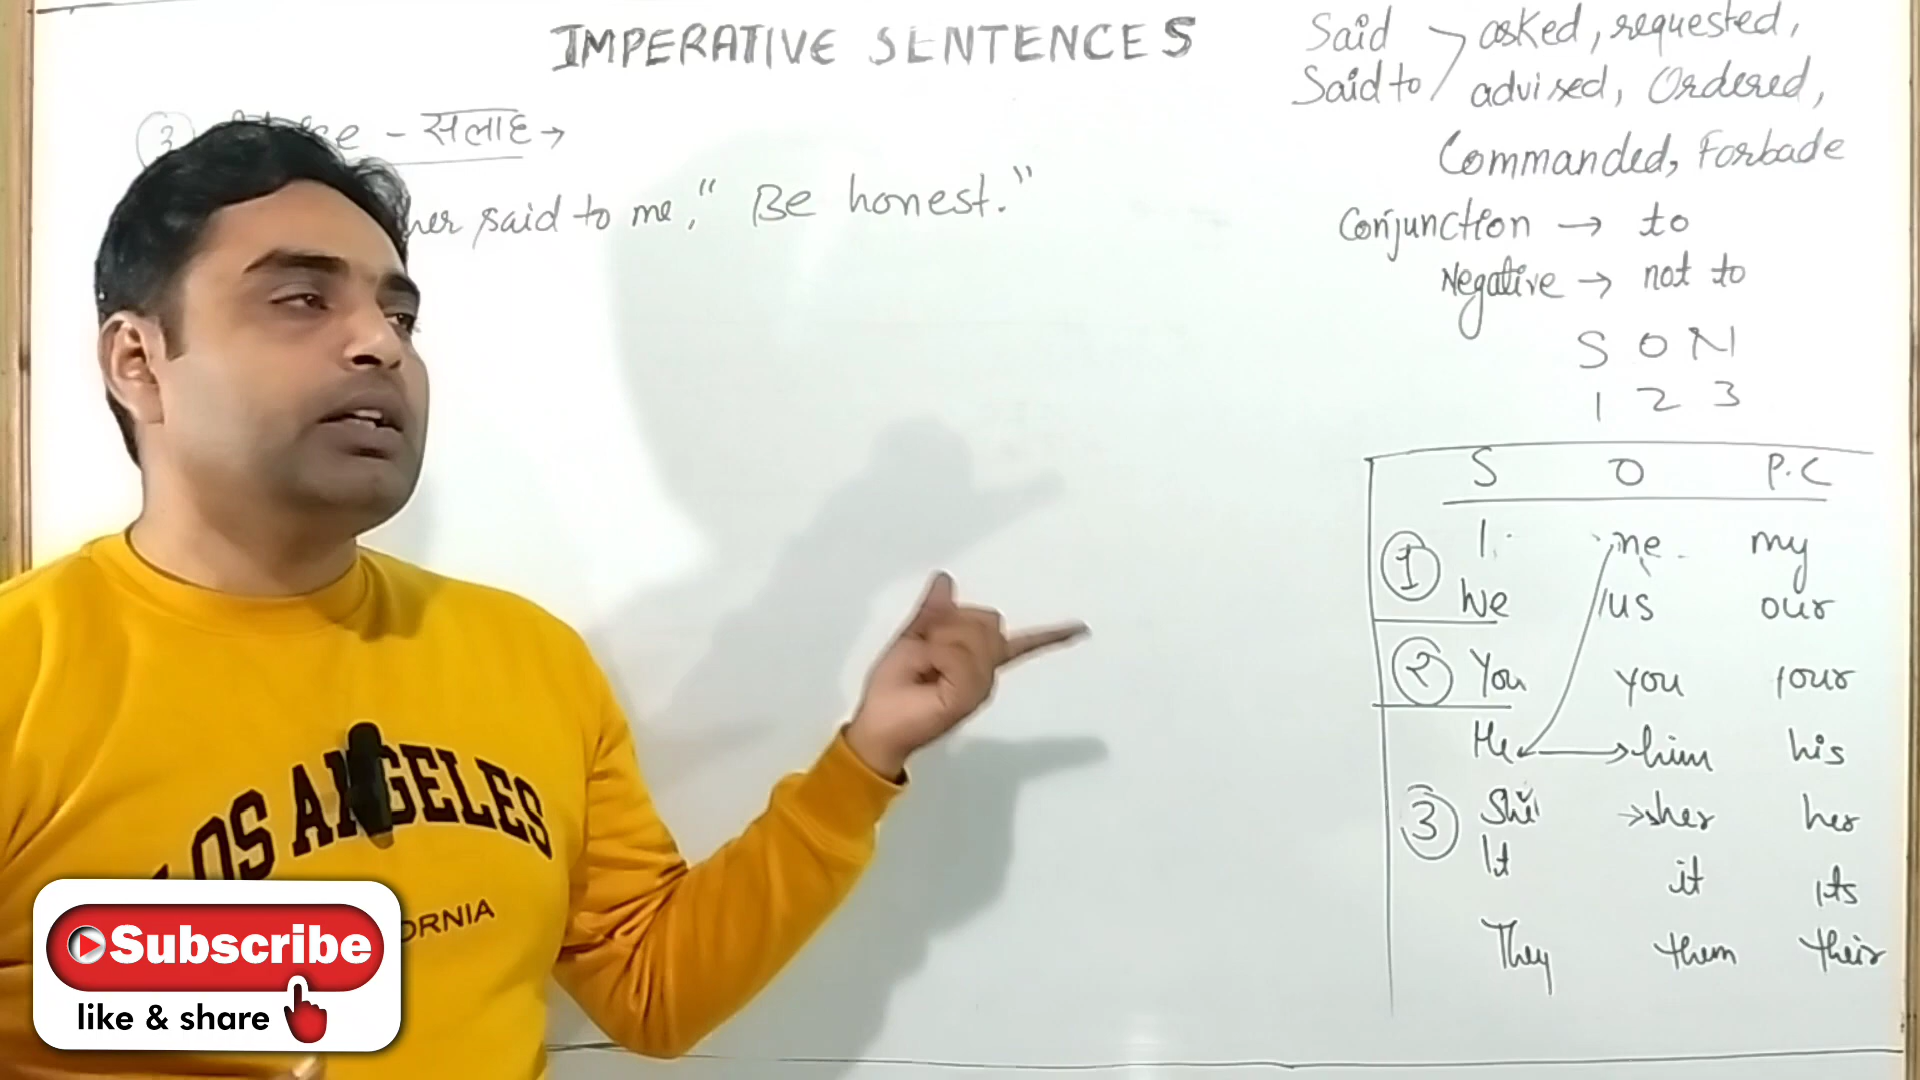 IMPERATIVE SENTENCES
3 - सलाह →
said to me, " Be honest."
Said
Said to
asked, requested,
advised, Ordered,
Commanded, Forbade
Conjunction → to
Negative → not to
S O N
1 2 3
S O P.C
1 I me my
We us our
2 You you your
He him his
3 She → her her
It it its
They them their
LOS ANGELES
ORNIA
Subscribe
like & share